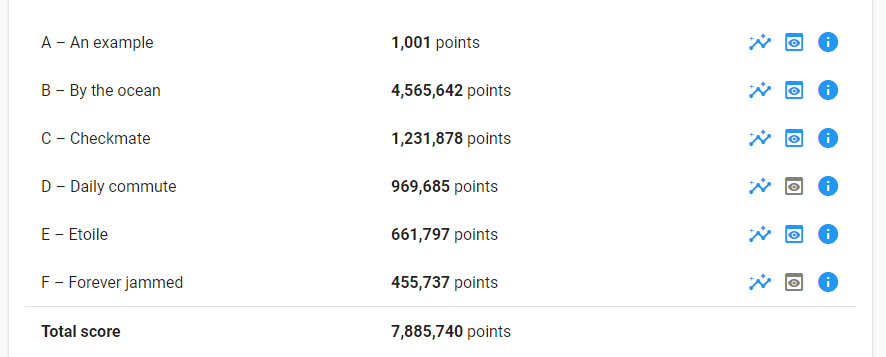 A – An example 1,001 points
B – By the ocean 4,565,642 points
C – Checkmate 1,231,878 points
D – Daily commute 969,685 points
E – Etoile 661,797 points
F – Forever jammed 455,737 points
Total score 7,885,740 points